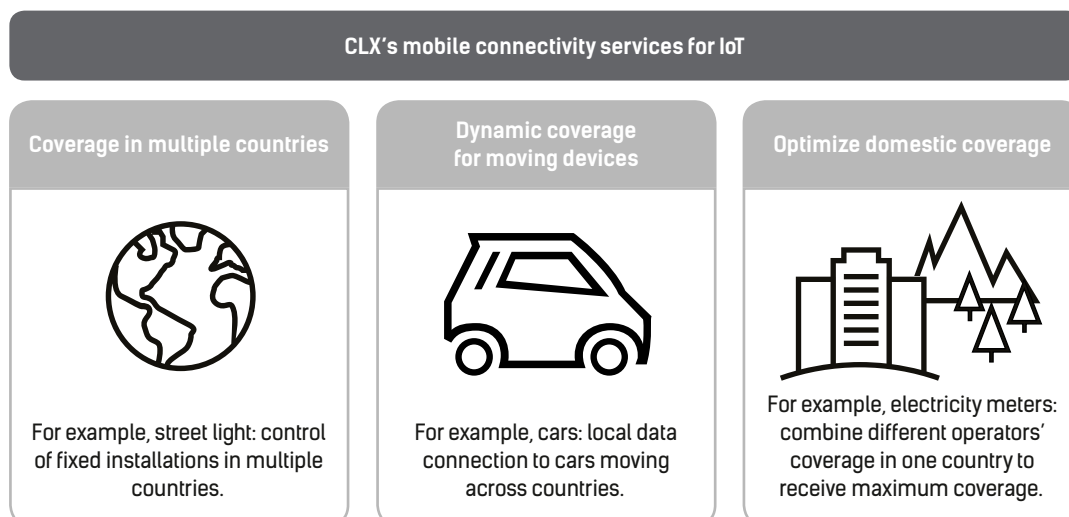 CLX's mobile connectivity services for IoT
Coverage in multiple countries
For example, street light: control
of fixed installations in multiple
countries.
Dynamic coverage
for moving devices
For example, cars: local data
connection to cars moving
across countries.
Optimize domestic coverage
For example, electricity meters:
combine different operators'
coverage in one country to
receive maximum coverage.